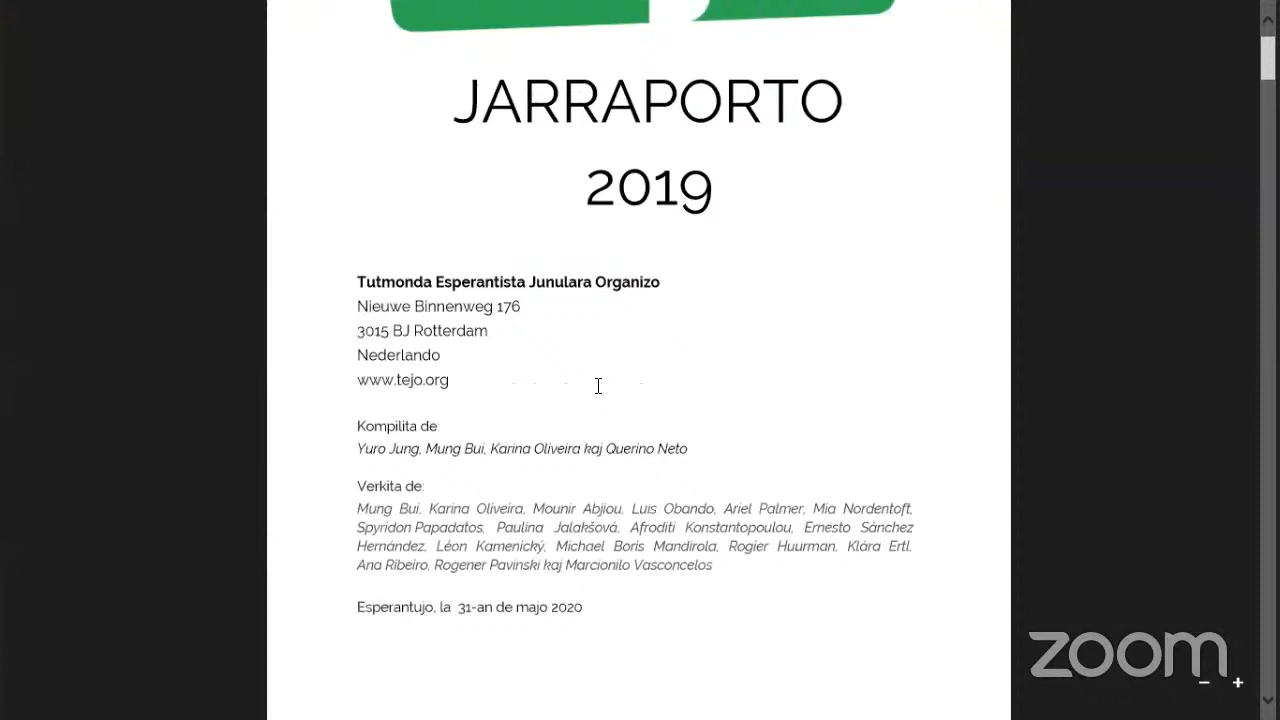 JARRAPORTO
2019
Tutmonda Esperantista Junulara Organizo
Nieuwe Binnenweg 176
3015 BJ Rotterdam
Nederlando
www.tejo.org
Kompilita de:
Yuro Jung, Mung Bui, Karina Oliveira kaj Querino Neto
Verkita de:
Mung Bui, Karina Oliveira, Mounir Abjiou, Luis Obando, Ariel Palmer, Mia Nordentoft,
Spyridon Papadatos, Paulína Jalakšová, Afroditi Konstantopoulou, Ernesto Sánchez
Hernández, Léon Kamenický, Michael Boris Mandirola, Rogier Huurman, Klára Ertl,
Ana Ribeiro, Rogener Pavinski kaj Marcionilo Vasconcelos
Esperantujo, la 31-an de majo 2020
zoom